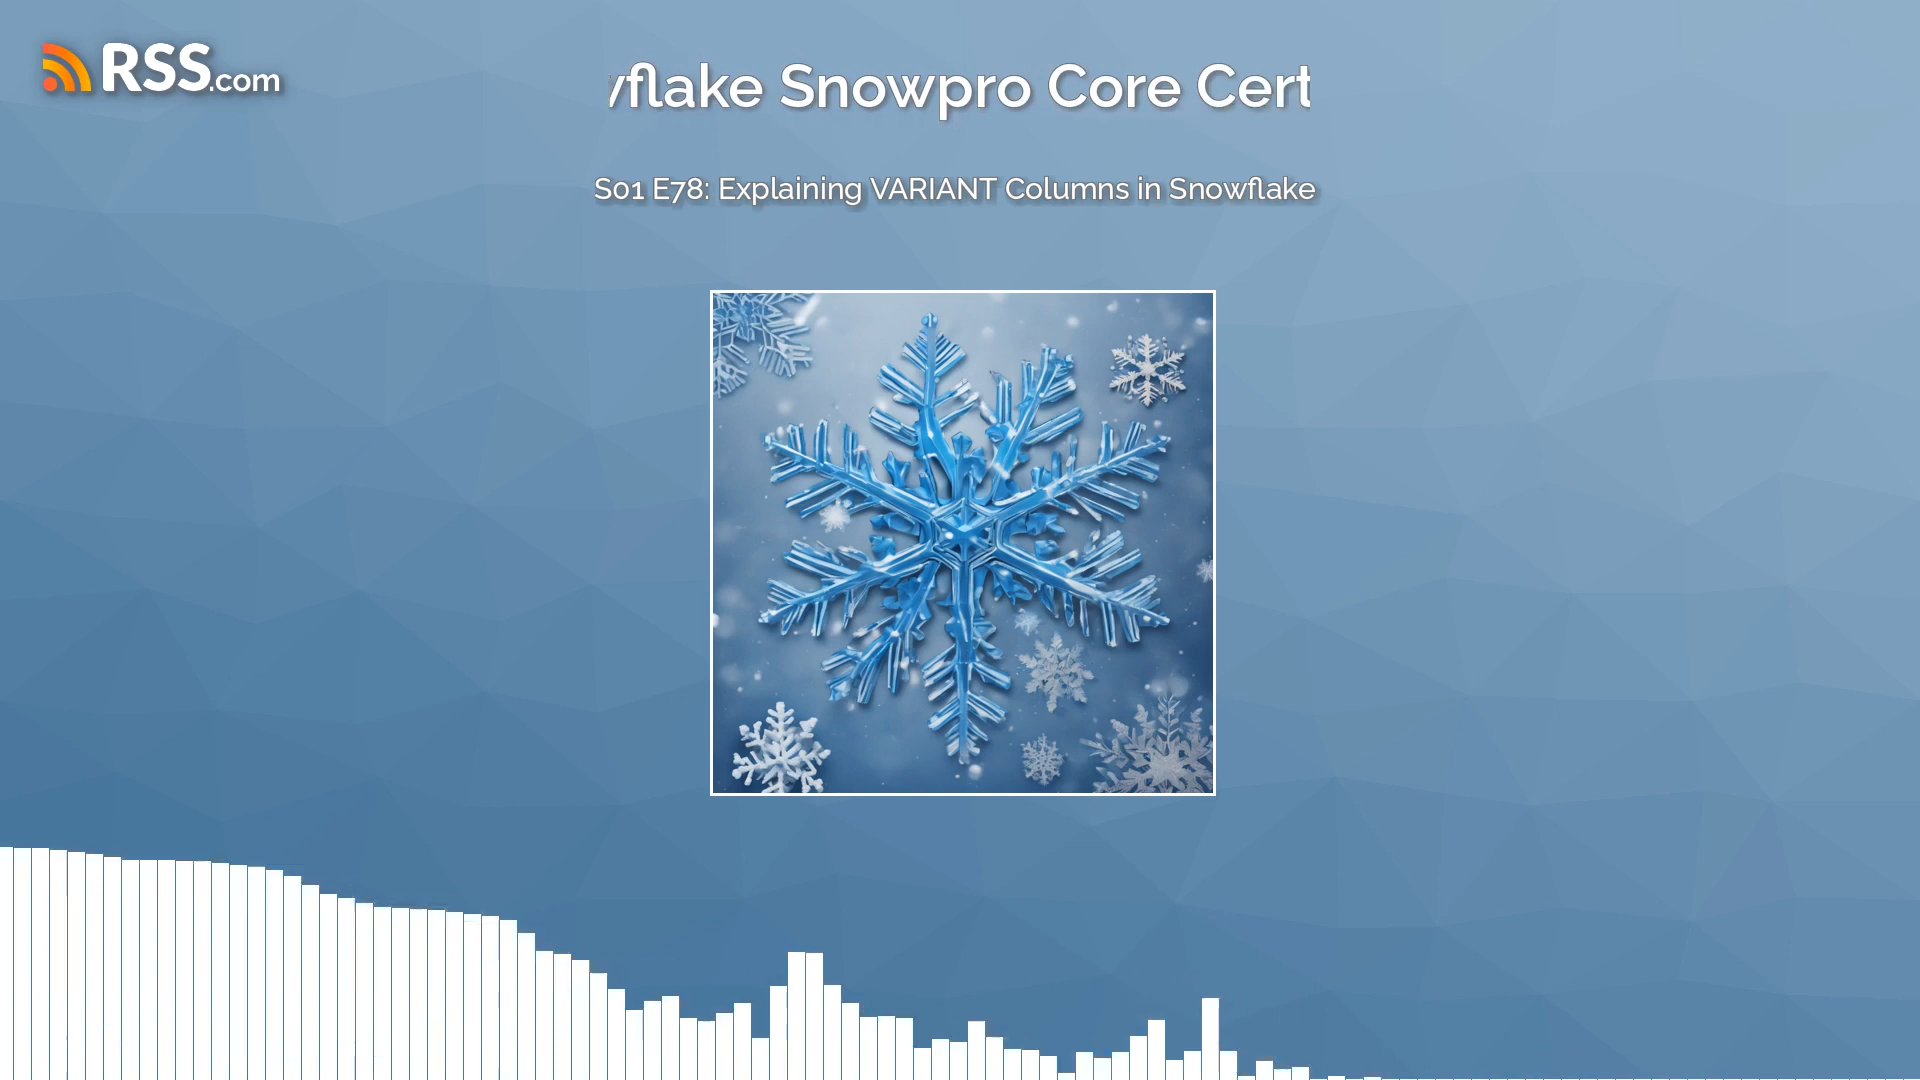 RSS.com
flake Snowpro Core Cert
S01 E78: Explaining VARIANT Columns in Snowflake